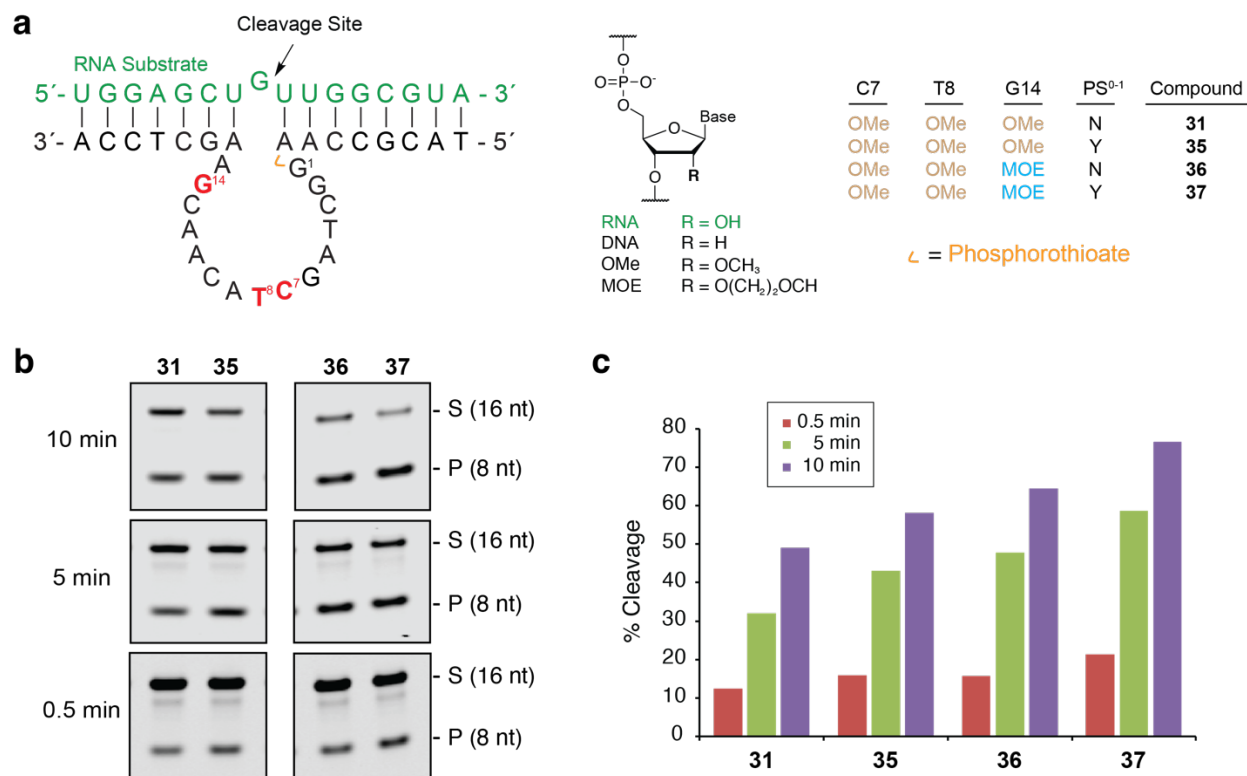 a
Cleavage Site
RNA Substrate
5´- U G G A G C U G U U G G C G U A - 3´
3´- A C C T C G A A A C C G C A T - 5´
A G¹ G C T A G C⁷ T⁸ A C A A C G¹⁴
O
O=P-O⁻
O
O
Base
O
R
RNA R = OH
DNA R = H
OMe R = OCH₃
MOE R = O(CH₂)₂OCH
C7 T8 G14 PS⁰⁻¹ Compound
OMe OMe OMe N 31
OMe OMe OMe Y 35
OMe OMe MOE N 36
OMe OMe MOE Y 37
= Phosphorothioate
b
31 35 36 37
10 min
- S (16 nt)
- P (8 nt)
5 min
- S (16 nt)
- P (8 nt)
0.5 min
- S (16 nt)
- P (8 nt)
c
0.5 min
5 min
10 min
% Cleavage
80
70
60
50
40
30
20
10
0
31 35 36 37